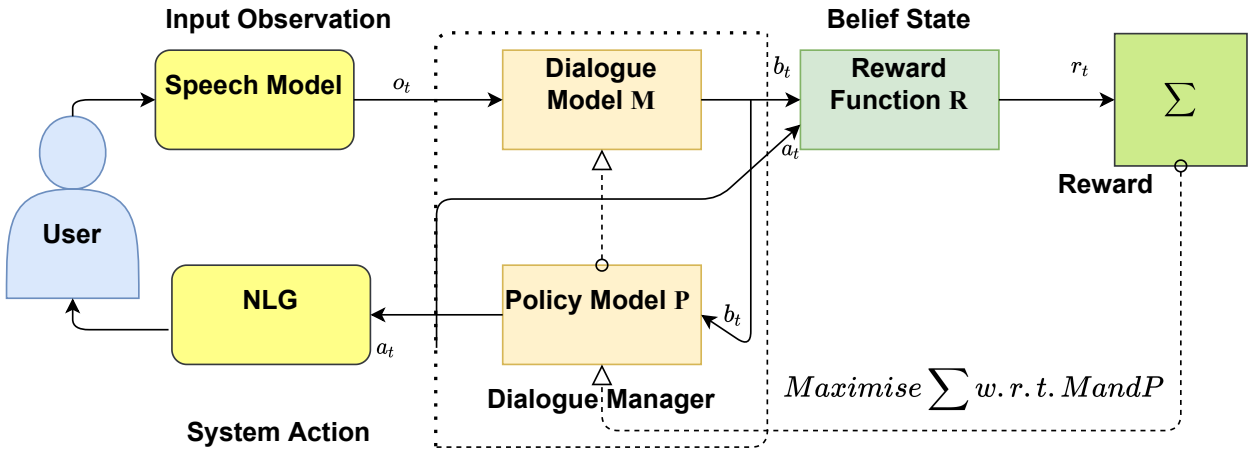 Input Observation
Belief State
Speech Model
o_t
Dialogue
Model M
b_t
Reward
Function R
r_t
∑
a_t
Reward
User
NLG
Policy Model P
b_t
a_t
Maximise ∑ w.r.t. MandP
Dialogue Manager
System Action